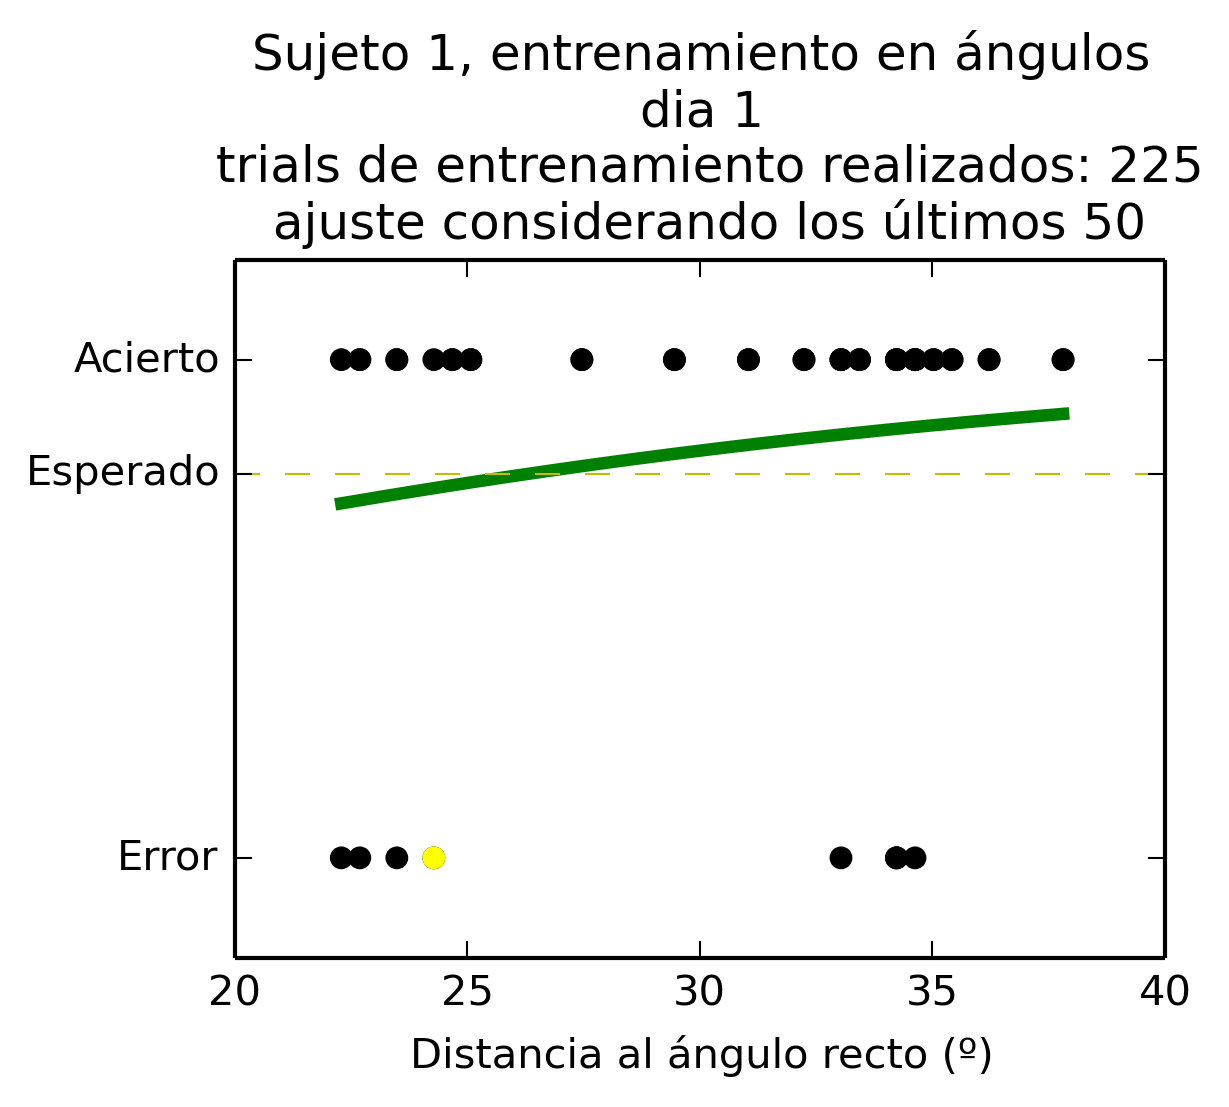 Sujeto 1, entrenamiento en ángulos
dia 1
trials de entrenamiento realizados: 225
ajuste considerando los últimos 50
Acierto
Esperado
Error
20 25 30 35 40
Distancia al ángulo recto (º)